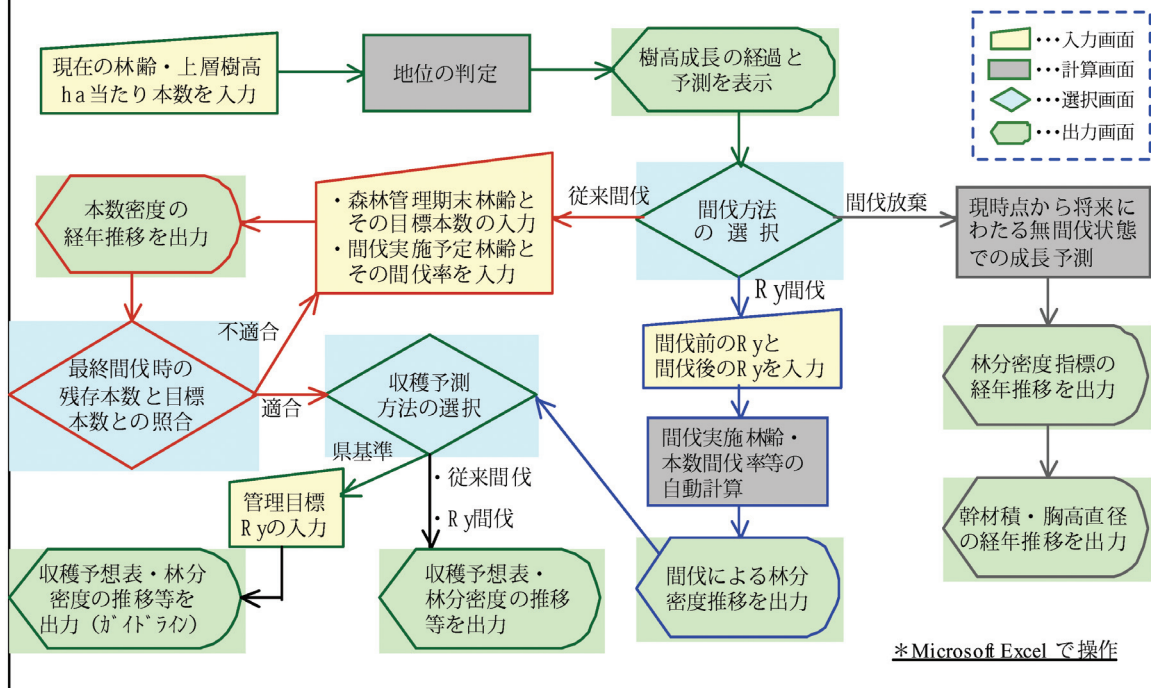 現在の林齢・上層樹高
ha当たり本数を入力
地位の判定
樹高成長の経過と
予測を表示
･･･入力画面
･･･計算画面
･･･選択画面
･･･出力画面
本数密度の
経年推移を出力
・森林管理期末林齢と
その目標本数の入力
・間伐実施予定林齢と
その間伐率を入力
従来間伐
間伐方法
の 選択
間伐放棄
現時点から将来に
わたる無間伐状態
での成長予測
Ry間伐
不適合
最終間伐時の
残存本数と目標
本数との照合
適合
収穫予測
方法の選択
間伐前のRyと
間伐後のRyを入力
林分密度指標の
経年推移を出力
県基準
・従来間伐
・Ry間伐
間伐実施林齢・
本数間伐率等の
自動計算
管理目標
Ryの入力
幹材積・胸高直径
の経年推移を出力
収穫予想表・林分
密度の推移等を
出力（ｶﾞｲﾄﾞﾗｲﾝ）
収穫予想表・
林分密度の推移
等を出力
間伐による林分
密度推移を出力
＊Microsoft Excel で操作